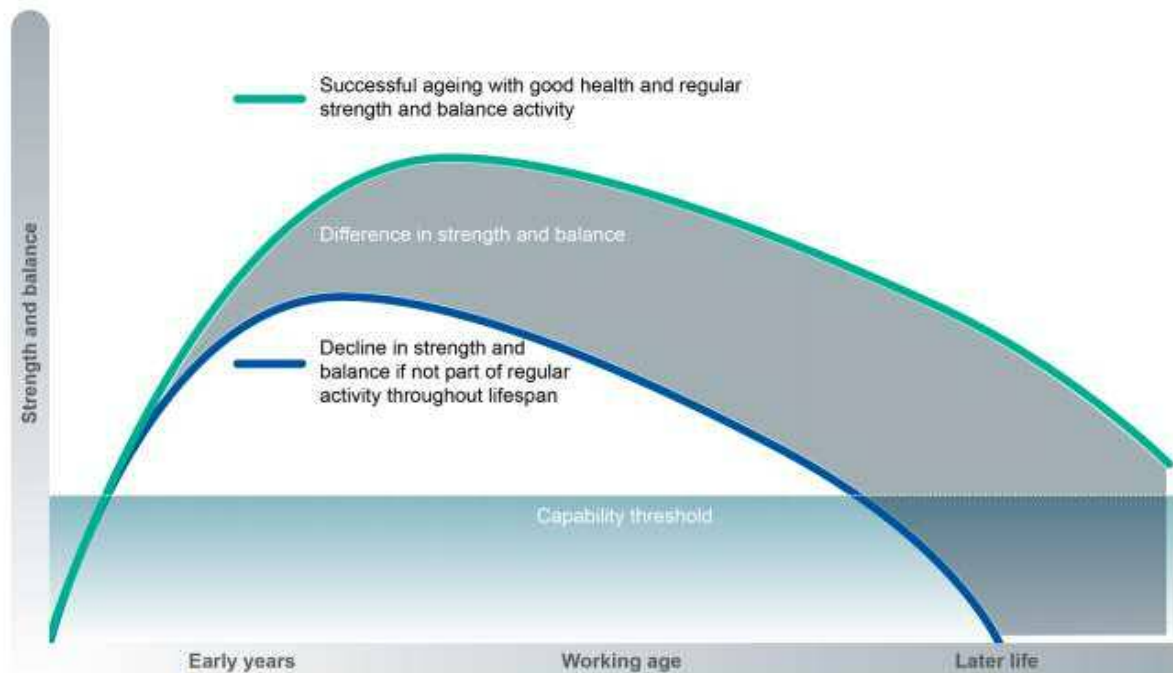 Strength and balance
Successful ageing with good health and regular
strength and balance activity
Difference in strength and balance
Decline in strength and
balance if not part of regular
activity throughout lifespan
Capability threshold
Early years
Working age
Later life